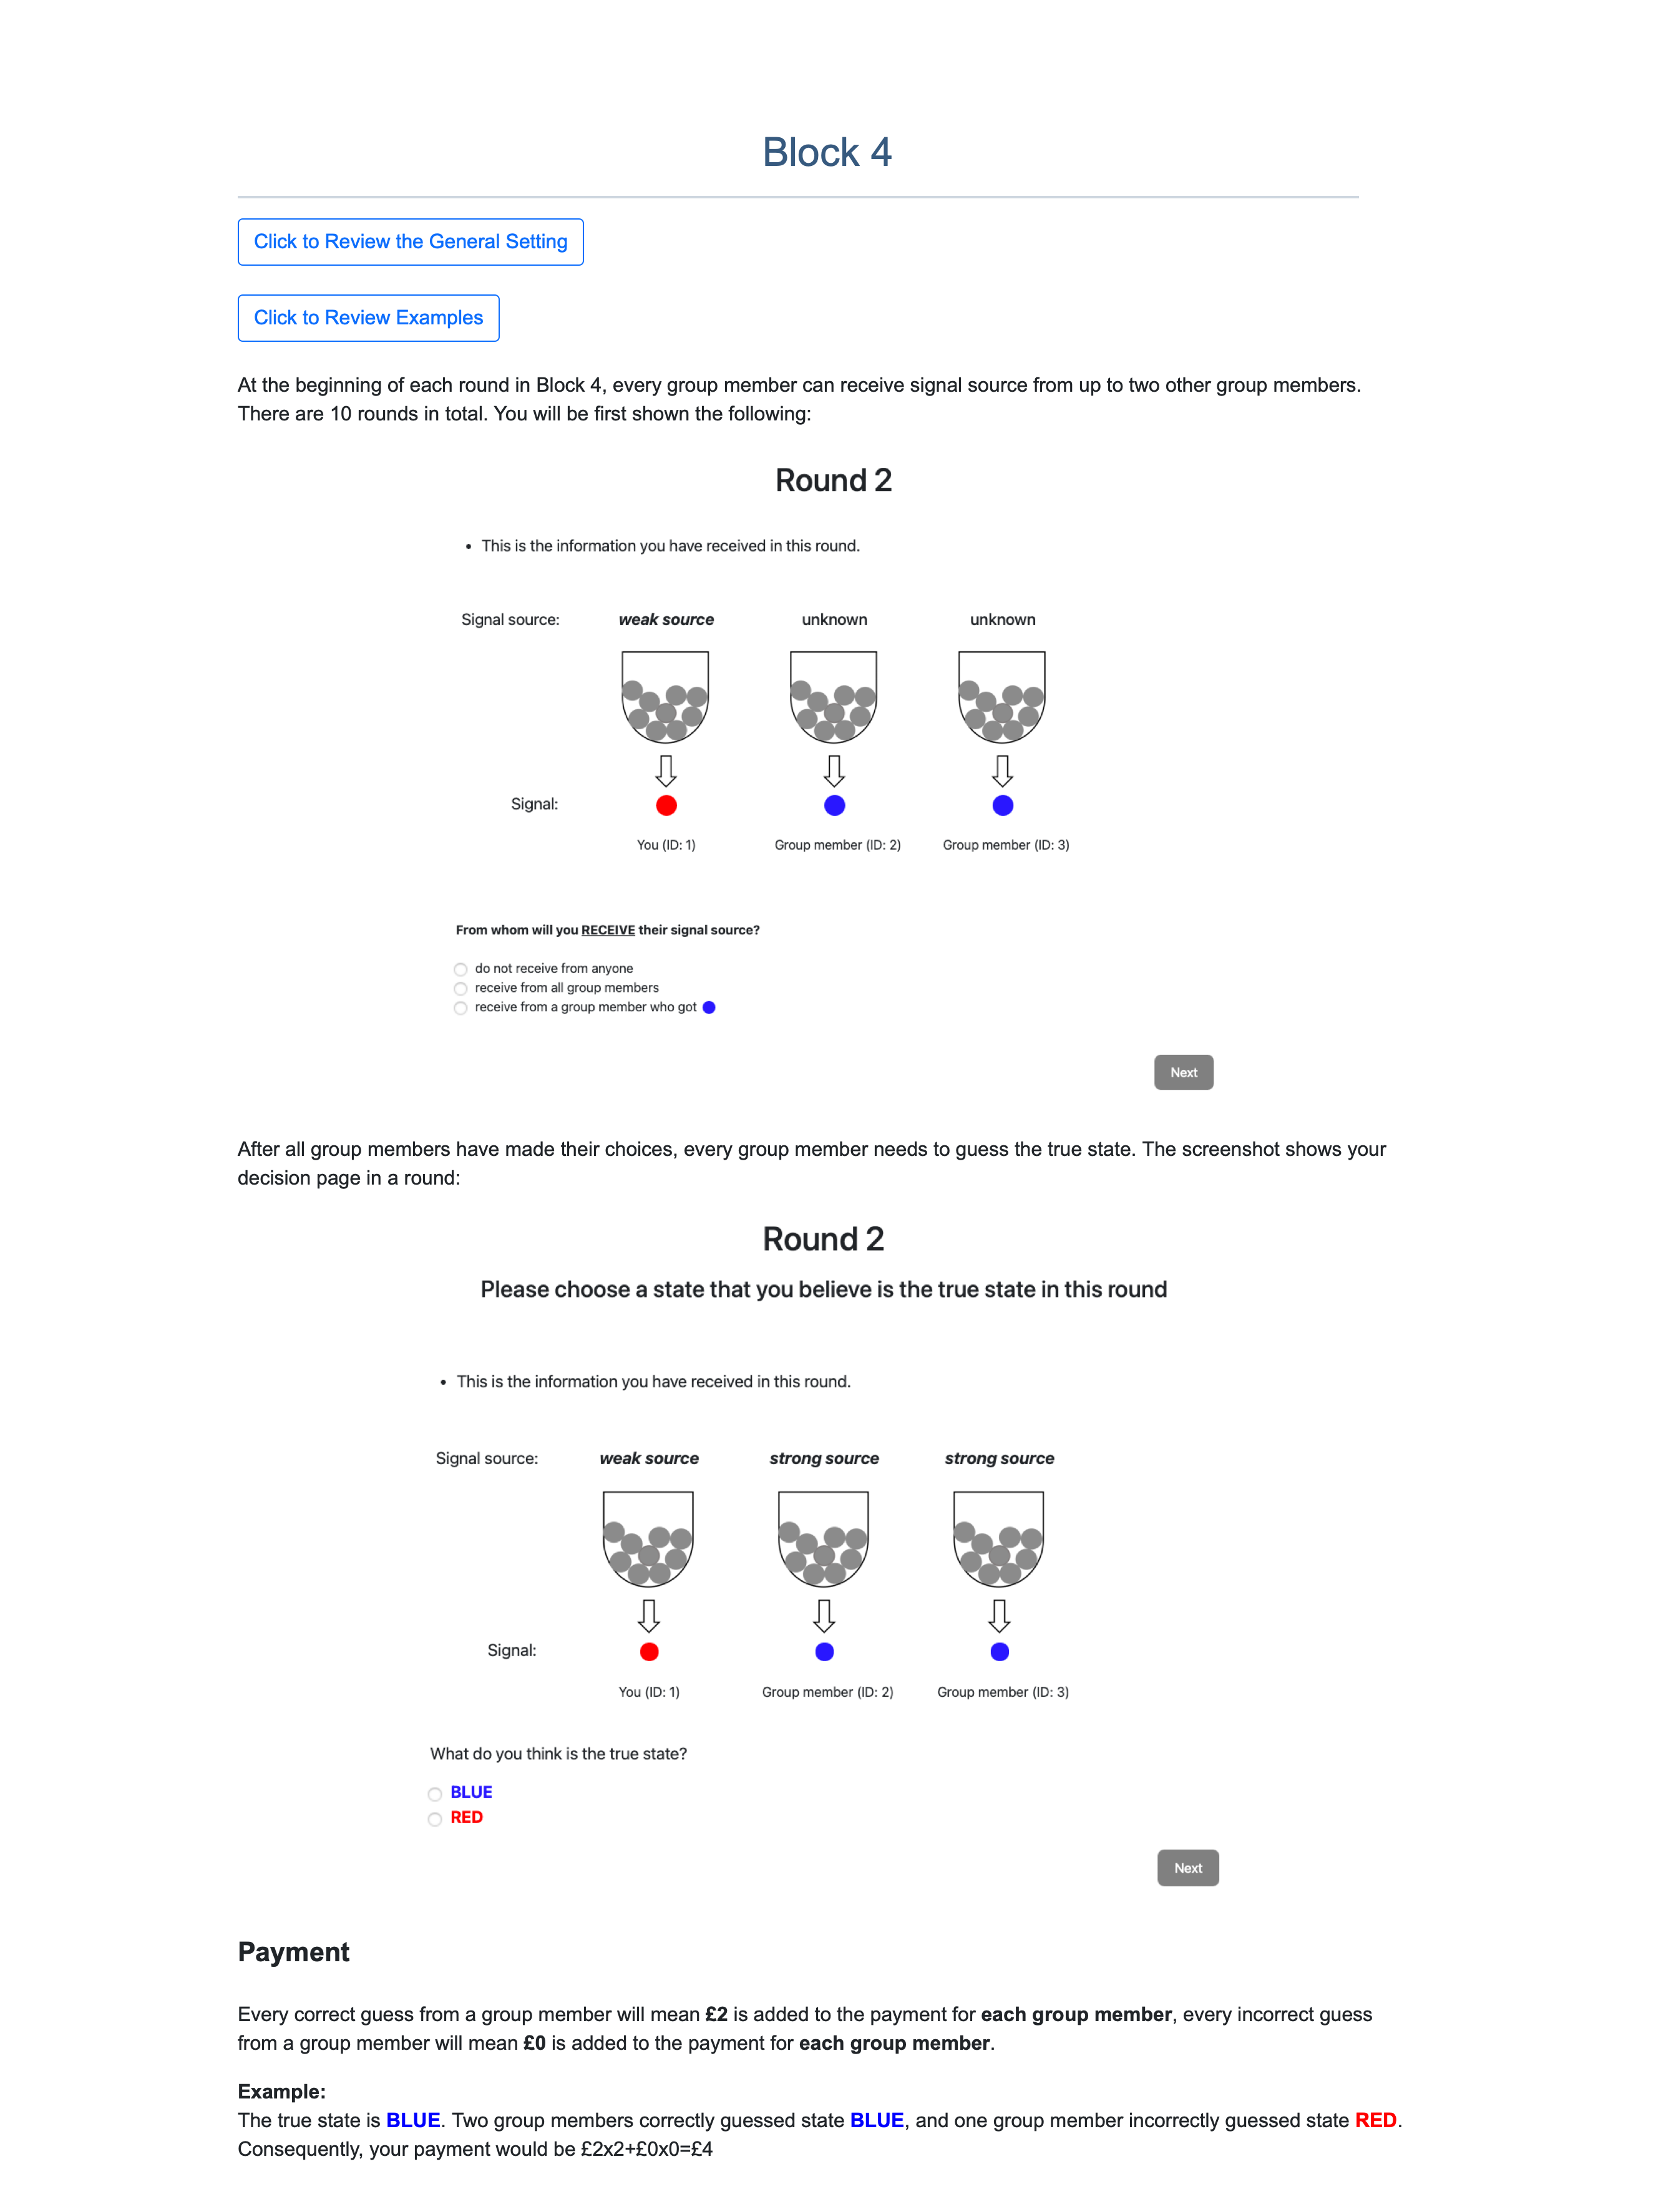 Block 4
Click to Review the General Setting
Click to Review Examples
At the beginning of each round in Block 4, every group member can receive signal source from up to two other group members.
There are 10 rounds in total. You will be first shown the following:
Round 2
• This is the information you have received in this round.
Signal source: weak source unknown unknown
Signal:
You (ID: 1) Group member (ID: 2) Group member (ID: 3)
From whom will you RECEIVE their signal source?
do not receive from anyone
receive from all group members
receive from a group member who got
Next
After all group members have made their choices, every group member needs to guess the true state. The screenshot shows your
decision page in a round:
Round 2
Please choose a state that you believe is the true state in this round
• This is the information you have received in this round.
Signal source: weak source strong source strong source
Signal:
You (ID: 1) Group member (ID: 2) Group member (ID: 3)
What do you think is the true state?
BLUE
RED
Next
Payment
Every correct guess from a group member will mean £2 is added to the payment for each group member, every incorrect guess
from a group member will mean £0 is added to the payment for each group member.
Example:
The true state is BLUE. Two group members correctly guessed state BLUE, and one group member incorrectly guessed state RED.
Consequently, your payment would be £2x2+£0x0=£4